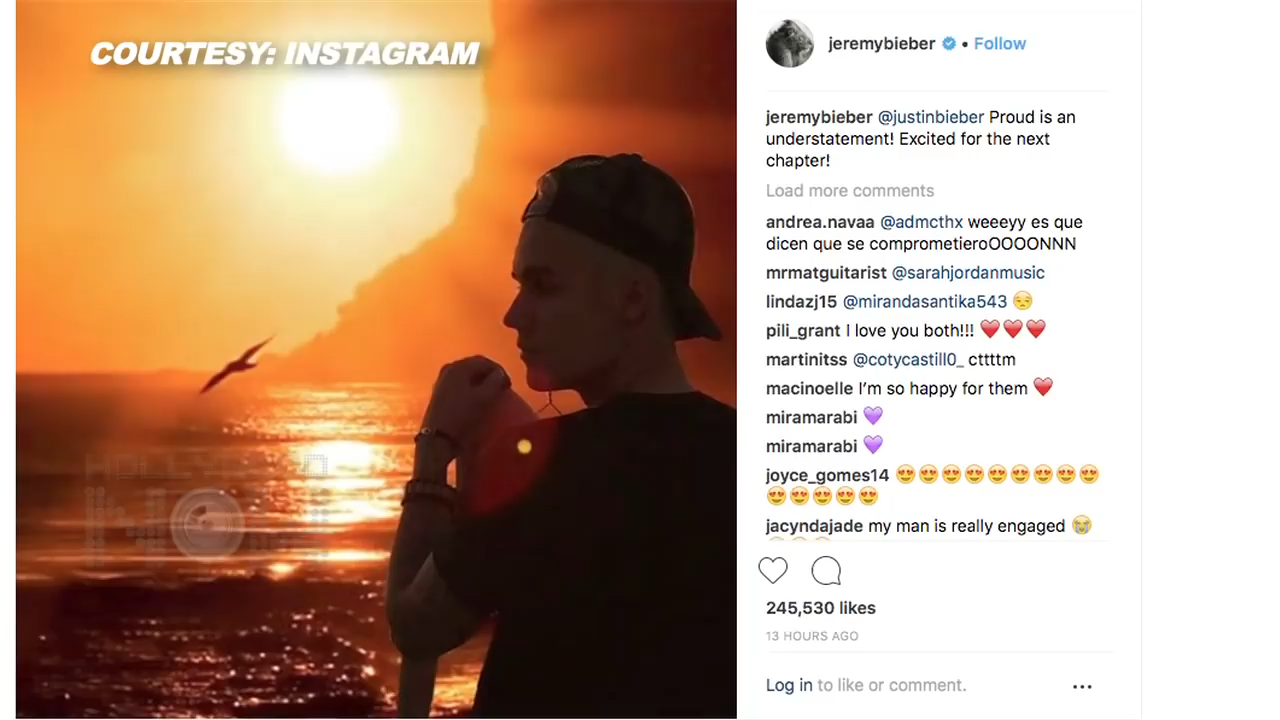 COURTESY: INSTAGRAM
jeremybieber • Follow
jeremybieber @justinbieber Proud is an
understatement! Excited for the next
chapter!
Load more comments
andrea.navaa @admcthx weeeyy es que
dicen que se comprometieroOOOONNN
mrmatguitarist @sarahjordanmusic
lindazj15 @mirandasantika543 😒
pili_grant I love you both!!! ❤️❤️❤️
martinitss @cotycastill0_ cttttm
macinoelle I’m so happy for them ❤️
miramarabi 💜
miramarabi 💜
joyce_gomes14 😍😍😍😍😍😍😍😍😍
😍😍😍😍😍
jacyndajade my man is really engaged 😭
245,530 likes
13 HOURS AGO
Log in to like or comment.